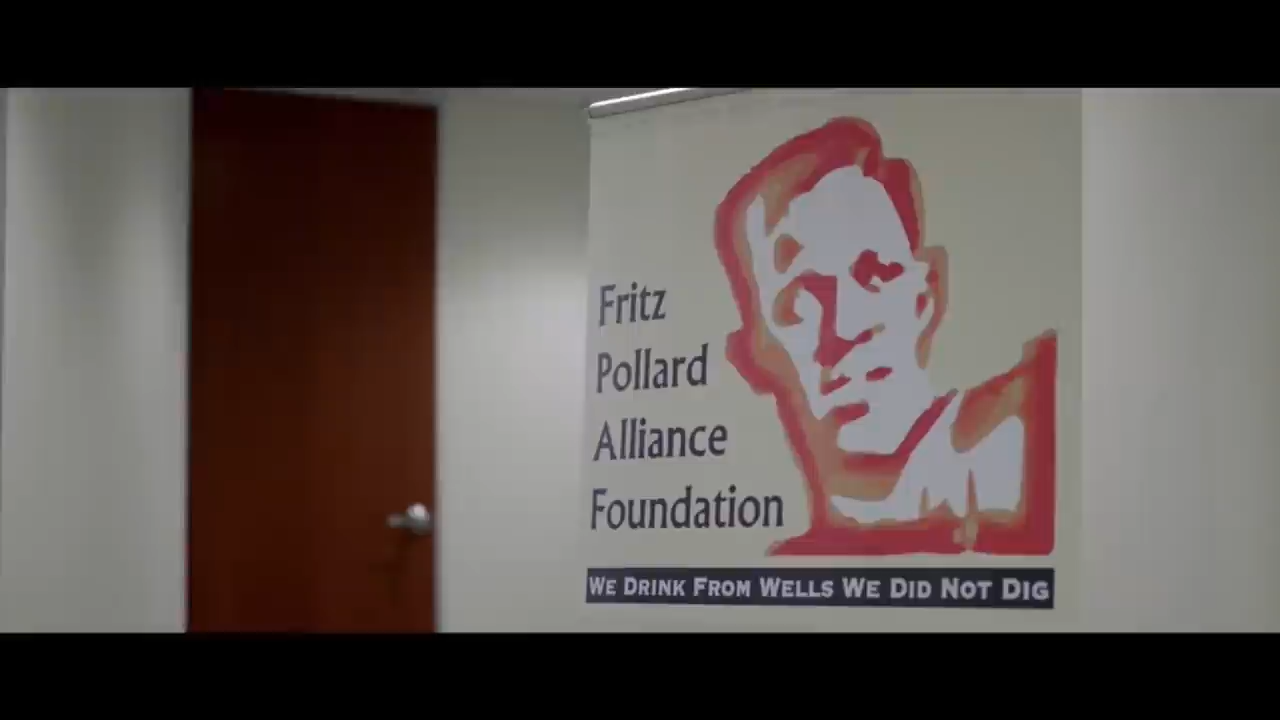 Fritz
Pollard
Alliance
Foundation
We Drink From Wells We Did Not Dig